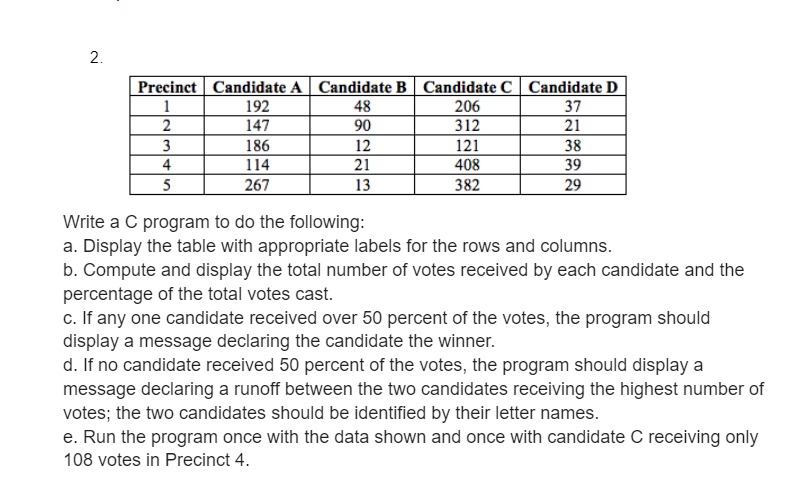 2.
Precinct Candidate A Candidate B Candidate C Candidate D
1 192 48 206 37
2 147 90 312 21
3 186 12 121 38
4 114 21 408 39
5 267 13 382 29
Write a C program to do the following:
a. Display the table with appropriate labels for the rows and columns.
b. Compute and display the total number of votes received by each candidate and the
percentage of the total votes cast.
c. If any one candidate received over 50 percent of the votes, the program should
display a message declaring the candidate the winner.
d. If no candidate received 50 percent of the votes, the program should display a
message declaring a runoff between the two candidates receiving the highest number of
votes; the two candidates should be identified by their letter names.
e. Run the program once with the data shown and once with candidate C receiving only
108 votes in Precinct 4.